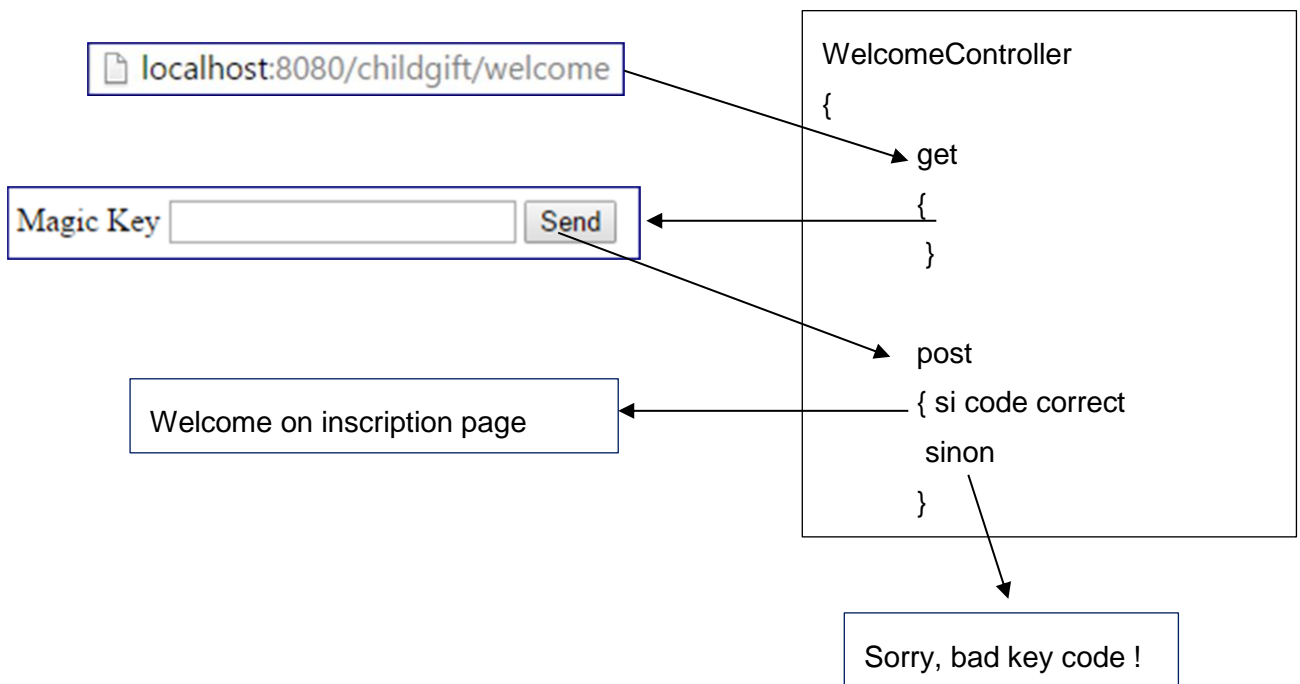 localhost:8080/childgift/welcome
Magic Key
Send
Welcome on inscription page
WelcomeController
{
get
{
}
post
{ si code correct
sinon
}
Sorry, bad key code !